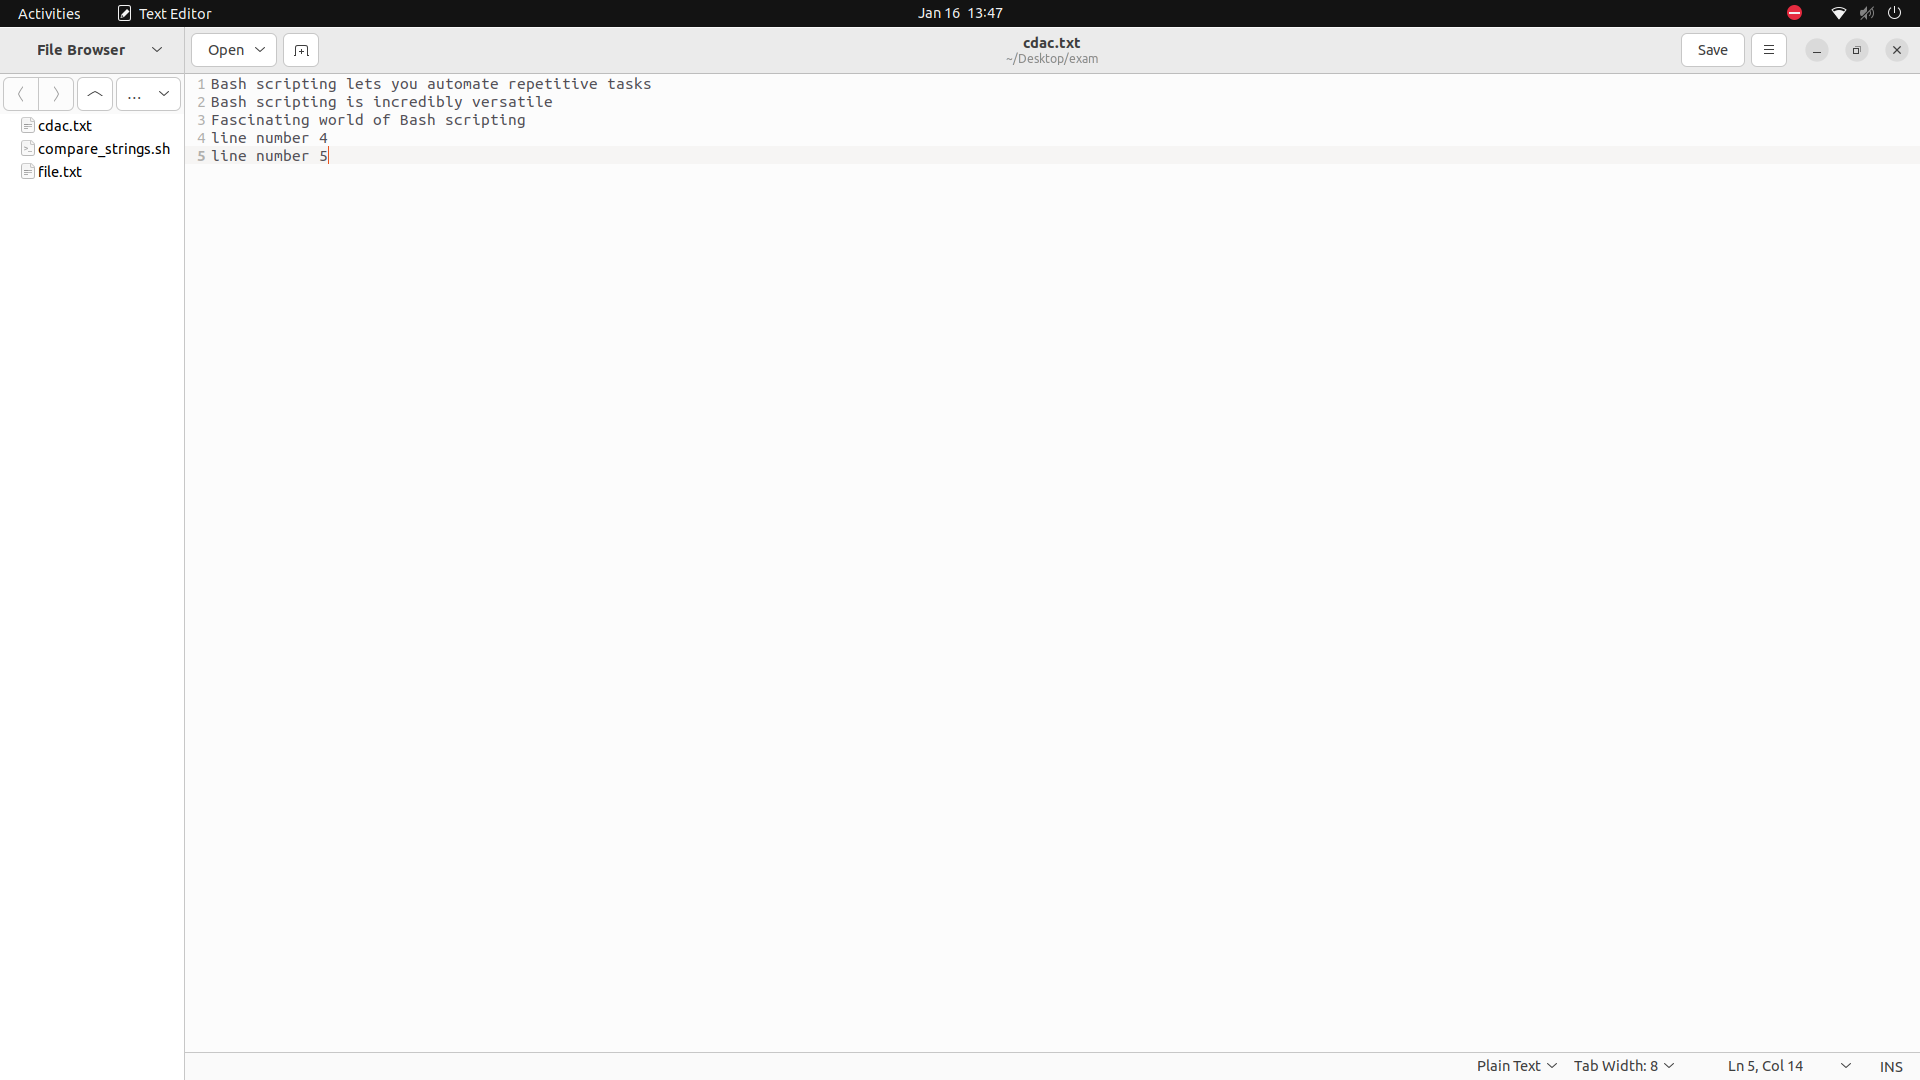 Activities Text Editor Jan 16 13:47
File Browser Open cdac.txt Save
~/Desktop/exam
...
cdac.txt
compare_strings.sh
file.txt
1 Bash scripting lets you automate repetitive tasks
2 Bash scripting is incredibly versatile
3 Fascinating world of Bash scripting
4 line number 4
5 line number 5
Plain Text Tab Width: 8 Ln 5, Col 14 INS